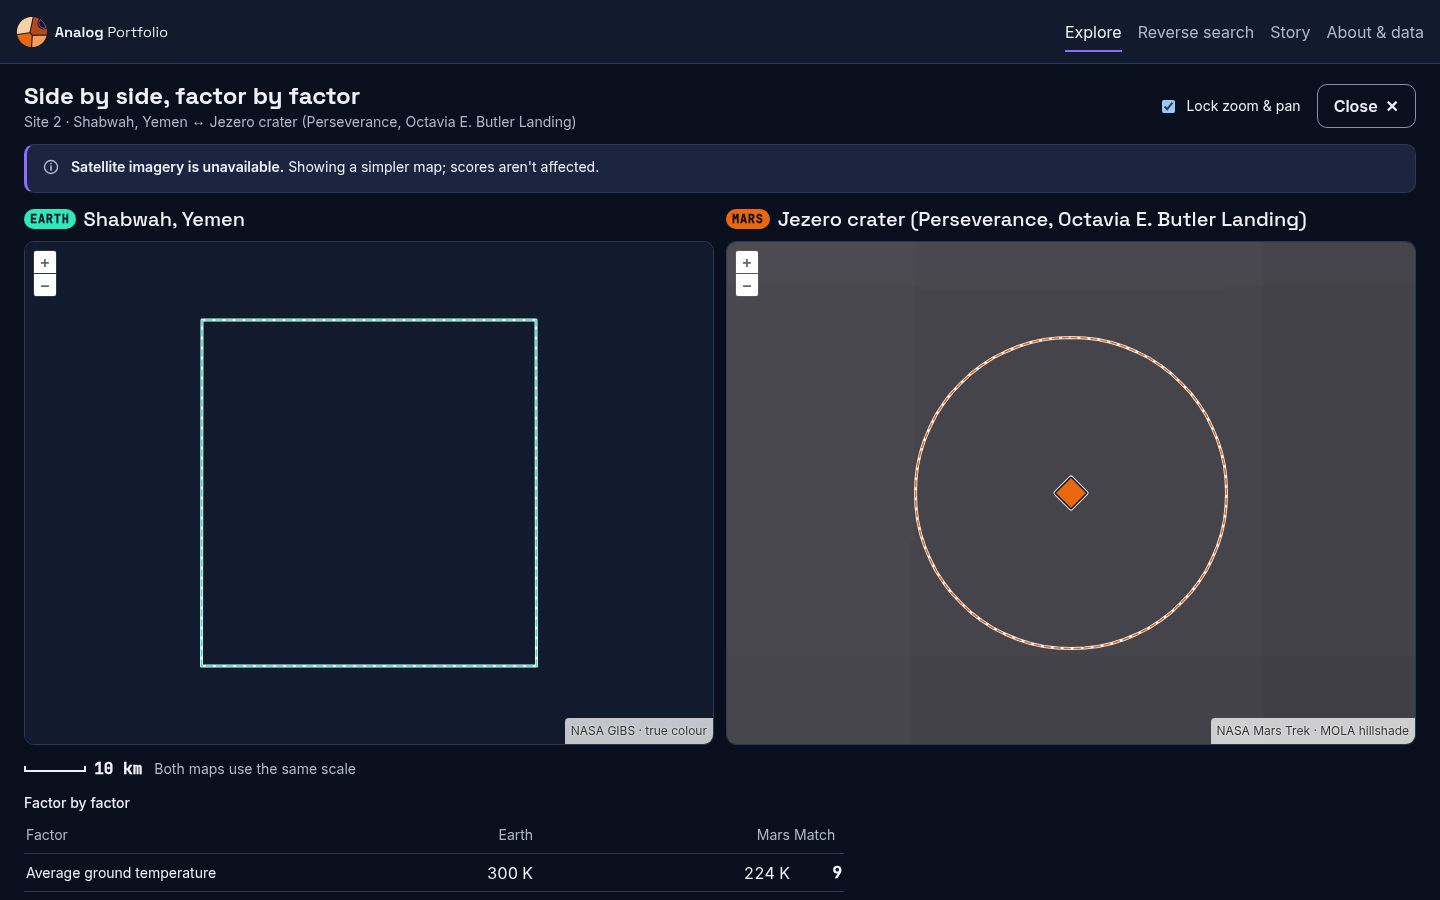 Analog Portfolio
Explore Reverse search Story About & data
Side by side, factor by factor
Site 2 · Shabwah, Yemen ↔ Jezero crater (Perseverance, Octavia E. Butler Landing)
Lock zoom & pan
Close ✕
Satellite imagery is unavailable. Showing a simpler map; scores aren't affected.
EARTH Shabwah, Yemen
MARS Jezero crater (Perseverance, Octavia E. Butler Landing)
+
−
+
−
NASA GIBS · true colour
NASA Mars Trek · MOLA hillshade
10 km Both maps use the same scale
Factor by factor
Factor Earth Mars Match
Average ground temperature 300 K 224 K 9